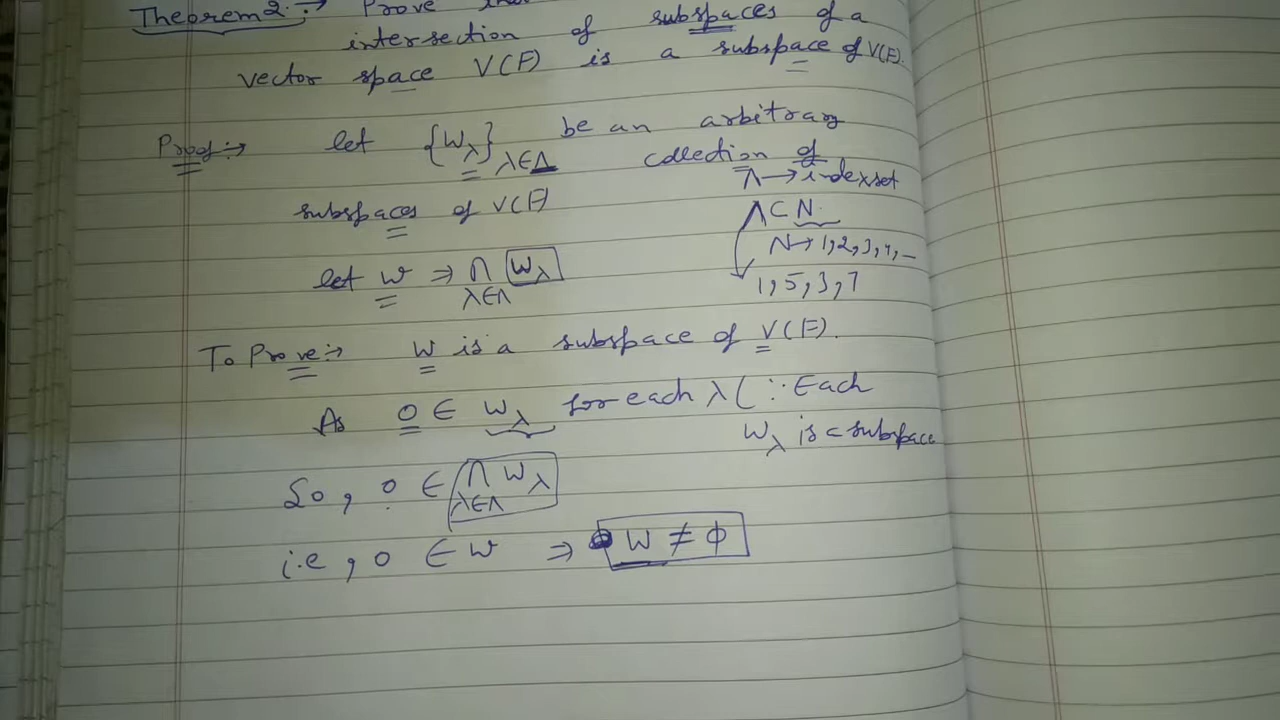 Theorem 2 :→ Prove
intersection of subspaces of a
vector space V(F) is a subspace of V(F).
Proof :→ let {Wλ}λ∈Λ be an arbitrary
collection of
λ → indexset
subspaces of V(F)
Λ ⊂ N
N → 1, 2, 3, 4, ...
let W ⇒ ∩λ∈Λ Wλ
1, 5, 3, 7
To Prove :→ W is a subspace of V(F).
As 0 ∈ Wλ for each λ ( ∵ Each
Wλ is a subspace
So, 0 ∈ ∩λ∈Λ Wλ
i.e, 0 ∈ W ⇒ W ≠ φ